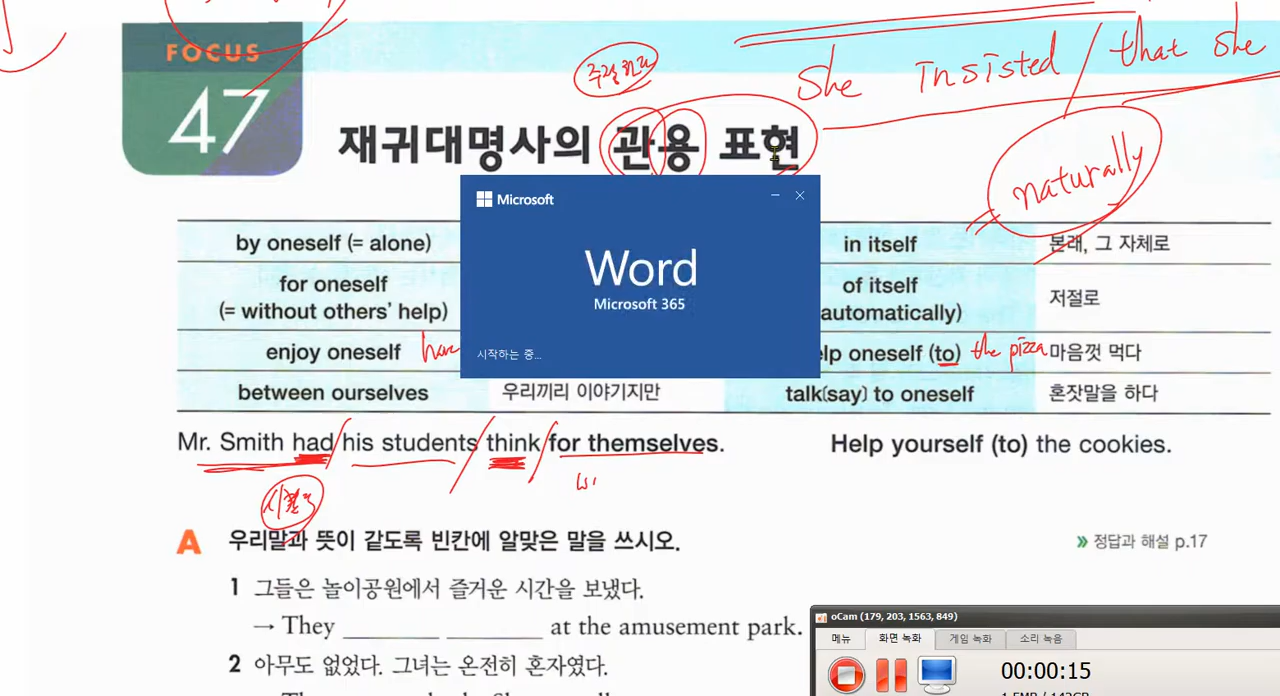 FOCUS
47
재귀대명사의 관용 표현
She insisted / that she
naturally
Microsoft
Word
Microsoft 365
시작하는 중...
by oneself (= alone)
in itself
본래, 그 자체로
for oneself
(= without others' help)
of itself
automatically)
저절로
enjoy oneself
have
elp oneself (to)
the pizza
마음껏 먹다
between ourselves
우리끼리 이야기지만
talk(say) to oneself
혼잣말을 하다
Mr. Smith had his students think for themselves.
Help yourself (to) the cookies.
A 우리말과 뜻이 같도록 빈칸에 알맞은 말을 쓰시오.
» 정답과 해설 p.17
1 그들은 놀이공원에서 즐거운 시간을 보냈다.
→ They ________ ________ at the amusement park.
2 아무도 없었다. 그녀는 온전히 혼자였다.
oCam (179, 203, 1563, 849)
메뉴
화면 녹화
게임 녹화
소리 녹음
00:00:15